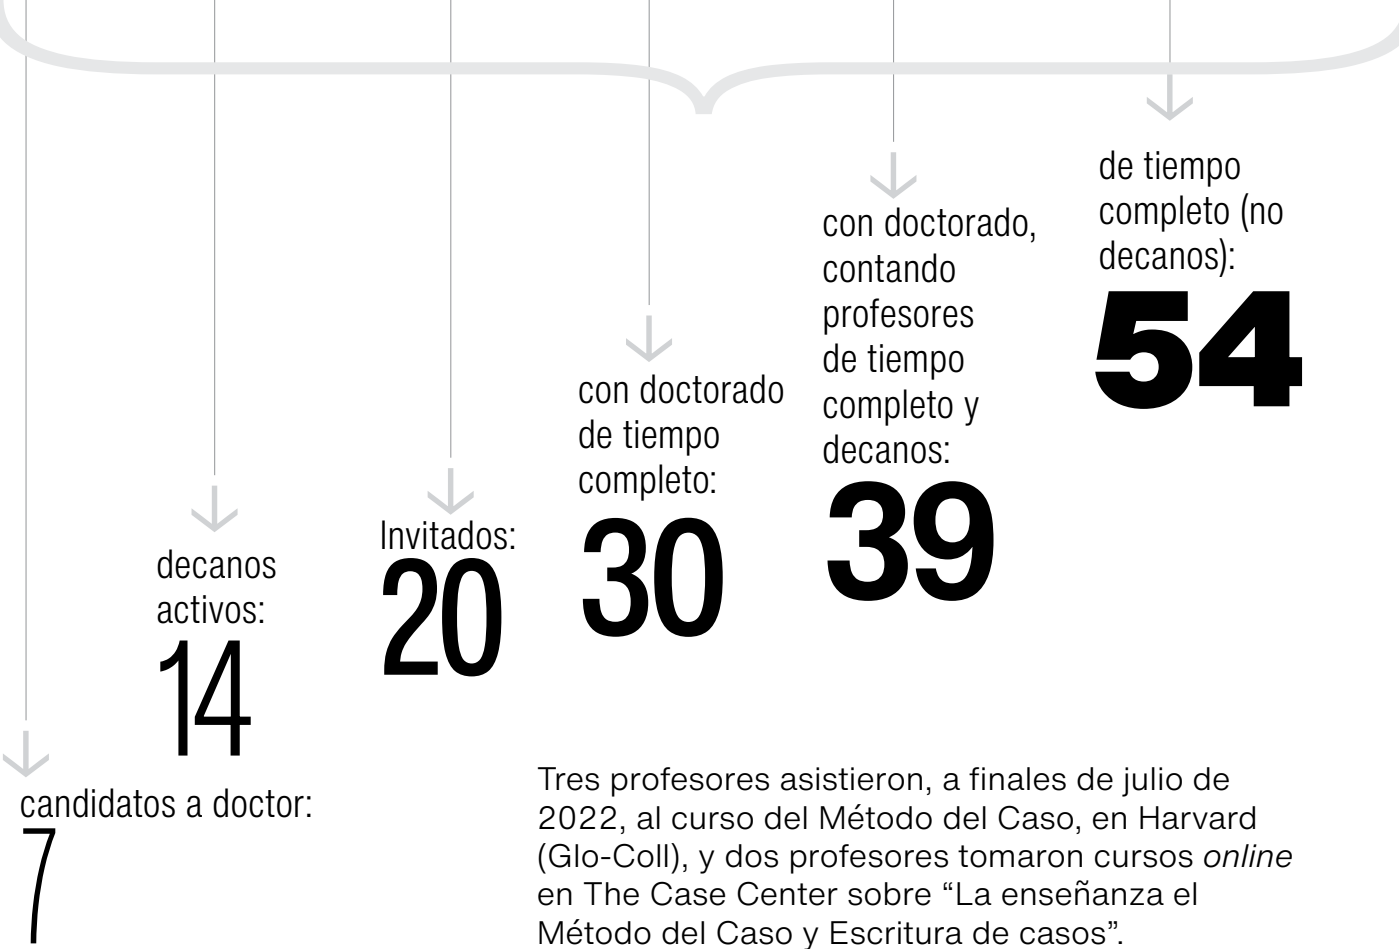 de tiempo
completo (no
decanos):
54
con doctorado,
contando
profesores
de tiempo
completo y
decanos:
39
con doctorado
de tiempo
completo:
30
Invitados:
20
decanos
activos:
14
candidatos a doctor:
7
Tres profesores asistieron, a finales de julio de
2022, al curso del Método del Caso, en Harvard
(Glo-Coll), y dos profesores tomaron cursos online
en The Case Center sobre “La enseñanza el
Método del Caso y Escritura de casos”.